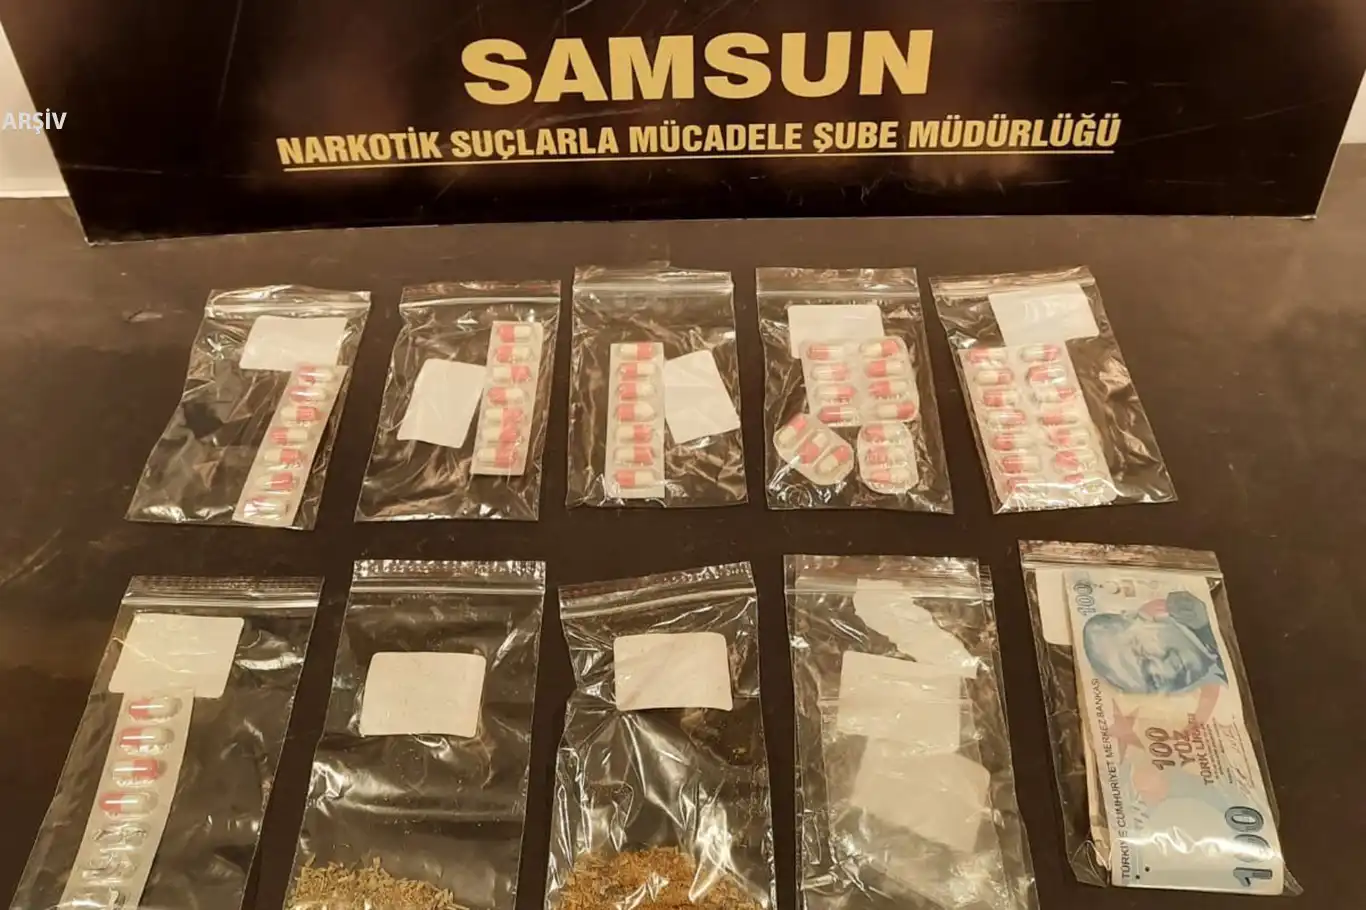 SAMSUN
ARŞİV
NARKOTİK SUÇLARLA MÜCADELE ŞUBE MÜDÜRLÜĞÜ
100
TÜRKİYE CUMHURİYET MERKEZ BANKASI
100
YÜZ
TÜRK LİRASI
100